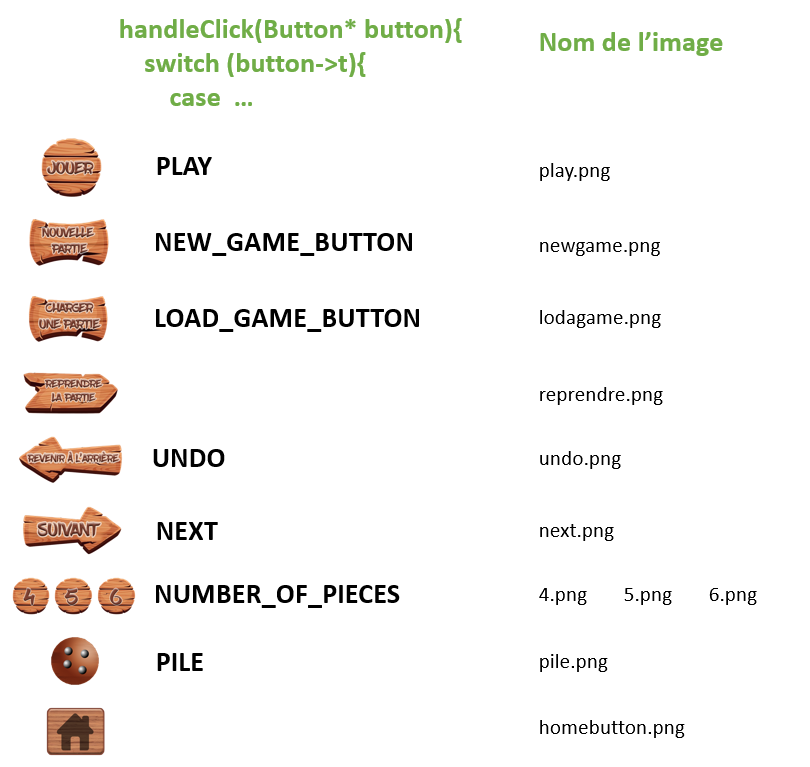 handleClick(Button* button){
switch (button->t){
case  …
Nom de l’image
JOUER
PLAY
play.png
NOUVELLE
PARTIE
NEW_GAME_BUTTON
newgame.png
CHARGER
UNE PARTIE
LOAD_GAME_BUTTON
lodagame.png
REPRENDRE
LA PARTIE
reprendre.png
REVENIR À L'ARRIÈRE
UNDO
undo.png
SUIVANT
NEXT
next.png
4 5 6
NUMBER_OF_PIECES
4.png 5.png 6.png
PILE
pile.png
homebutton.png